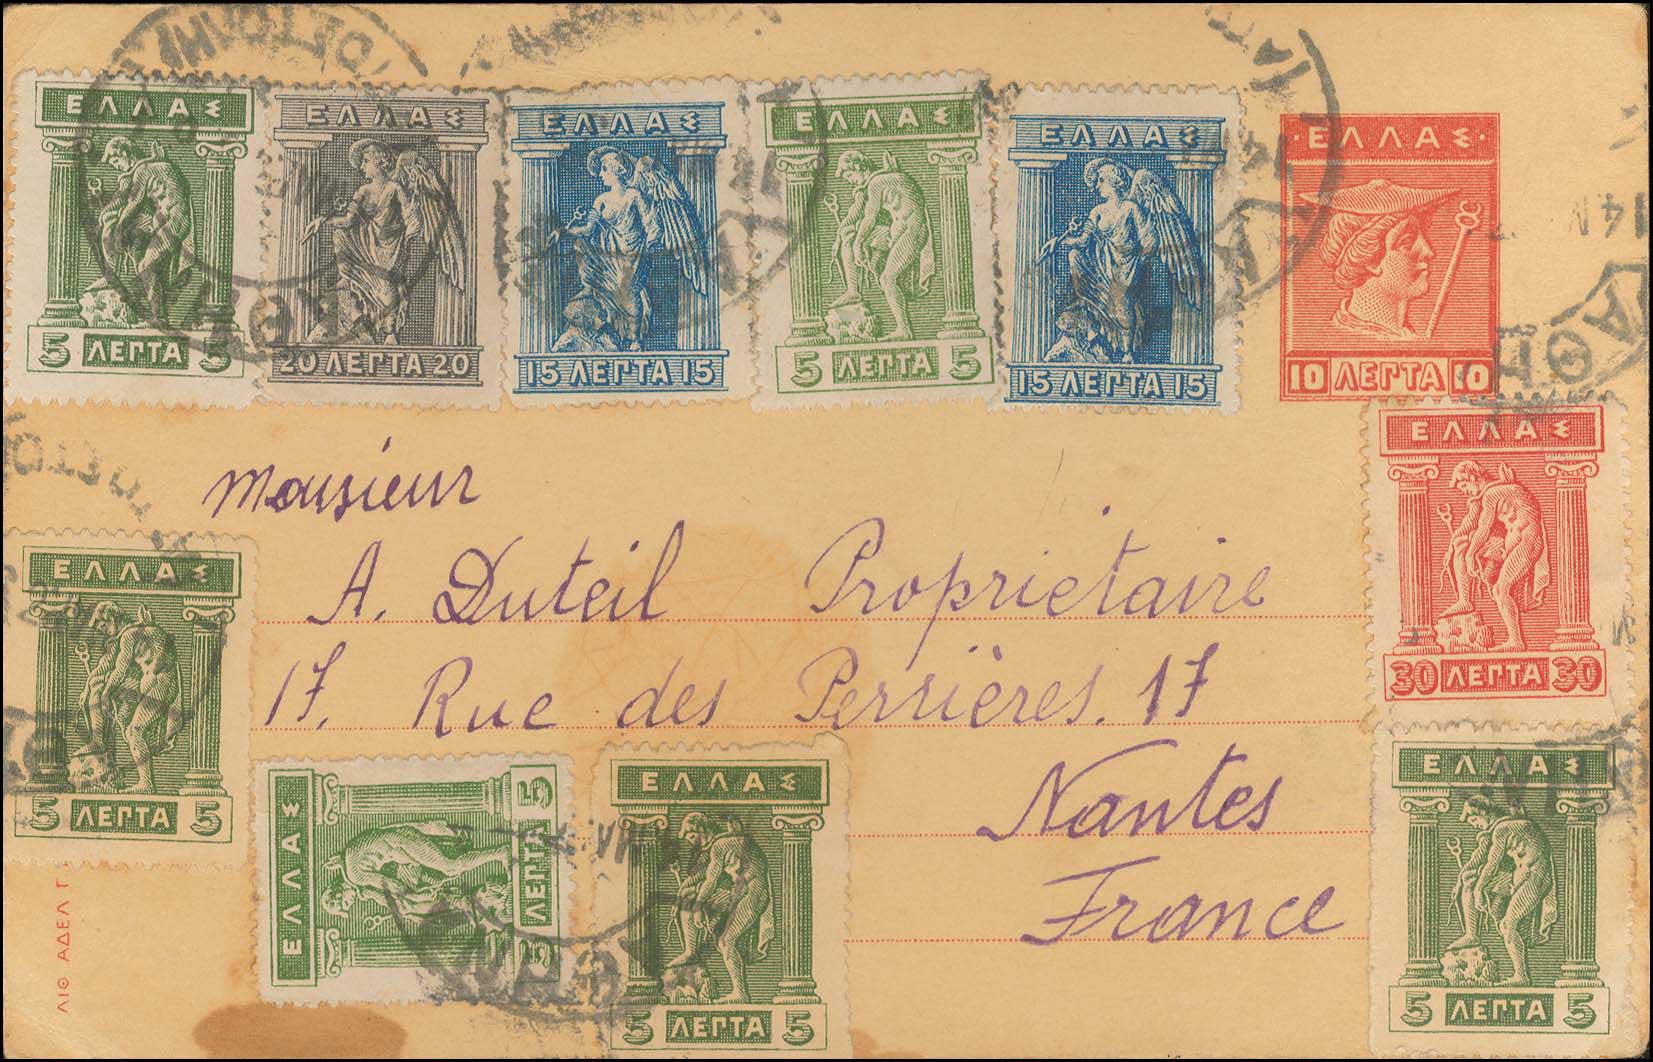 ΕΛΛΑΣ ΕΛΛΑΣ ΕΛΛΑΣ ΕΛΛΑΣ ΕΛΛΑΣ ·ΕΛΛΑΣ·
5 ΛΕΠΤΑ 5 20 ΛΕΠΤΑ 20 15 ΛΕΠΤΑ 15 5 ΛΕΠΤΑ 5 15 ΛΕΠΤΑ 15 10 ΛΕΠΤΑ 10
ΕΛΛΑΣ
30 ΛΕΠΤΑ 30
Monsieur
A. Duteil Propriétaire
17. Rue des Perrières. 17
Nantes
France
ΕΛΛΑΣ
5 ΛΕΠΤΑ 5
ΕΛΛΑΣ
5 ΛΕΠΤΑ 5
ΕΛΛΑΣ
5 ΛΕΠΤΑ 5
ΕΛΛΑΣ
5 ΛΕΠΤΑ 5
ΛΙΘ ΑΔΕΛ Γ